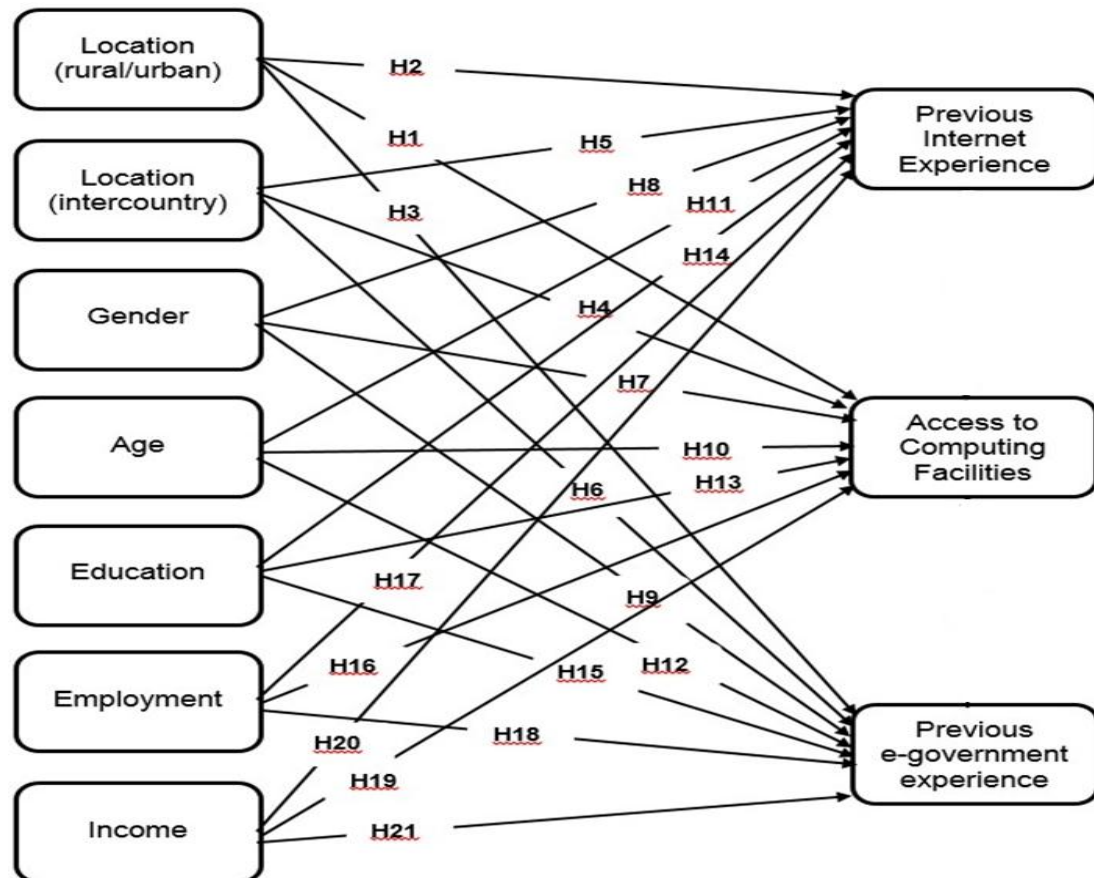 Location
(rural/urban)
Location
(intercountry)
Gender
Age
Education
Employment
Income
H2
H1
H5
H8
H3
H11
H14
H4
H7
H10
H13
H6
H17
H9
H16
H15
H12
H20
H18
H19
H21
Previous
Internet
Experience
Access to
Computing
Facilities
Previous
e-government
experience